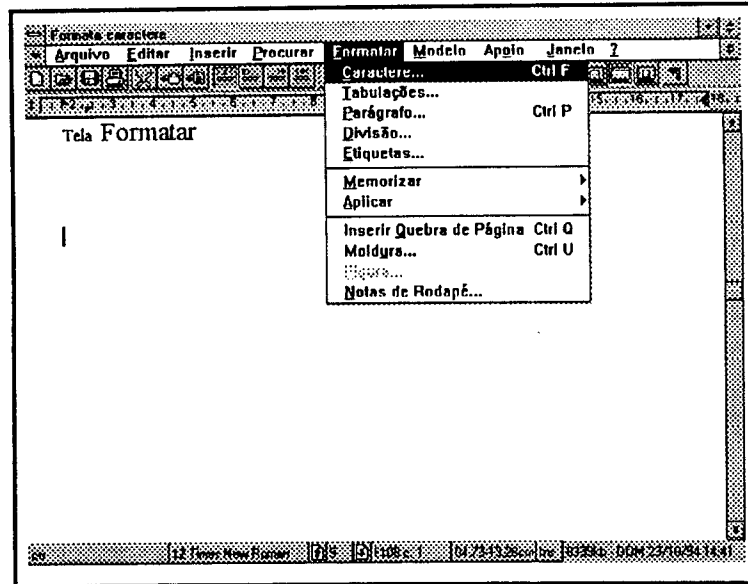 Formata caractere
Arquivo Editar Inserir Procurar Formatar Modelo Apoio Janela ?
Caractere... Ctrl F
Tabulações...
Parágrafo... Ctrl P
Divisão...
Etiquetas...
Memorizar
Aplicar
Inserir Quebra de Página Ctrl Q
Moldura... Ctrl U
Figura...
Notas de Rodapé...
Tela Formatar
12 Times New Roman